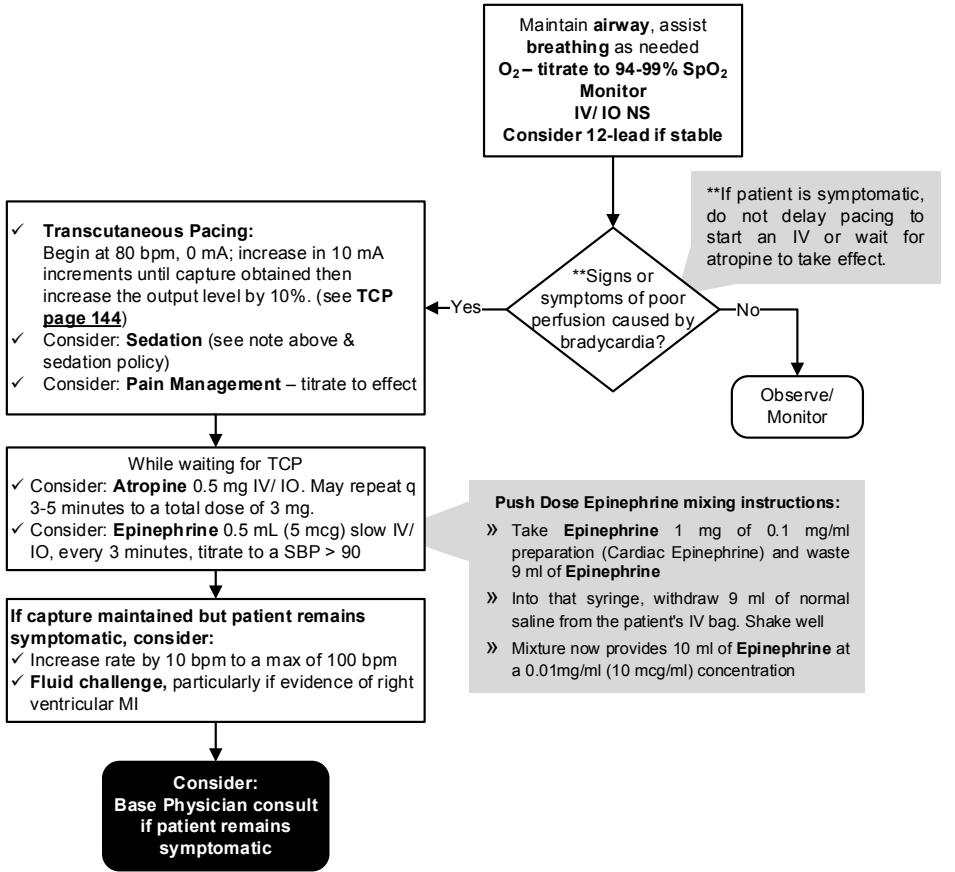 Maintain airway, assist
breathing as needed
O₂ – titrate to 94-99% SpO₂
Monitor
IV/ IO NS
Consider 12-lead if stable
**If patient is symptomatic,
do not delay pacing to
start an IV or wait for
atropine to take effect.
**Signs or
symptoms of poor
perfusion caused by
bradycardia?
Yes
No
Observe/
Monitor
✓ Transcutaneous Pacing:
Begin at 80 bpm, 0 mA; increase in 10 mA
increments until capture obtained then
increase the output level by 10%. (see TCP
page 144)
✓ Consider: Sedation (see note above &
sedation policy)
✓ Consider: Pain Management – titrate to effect
While waiting for TCP
✓ Consider: Atropine 0.5 mg IV/ IO. May repeat q
3-5 minutes to a total dose of 3 mg.
✓ Consider: Epinephrine 0.5 mL (5 mcg) slow IV/
IO, every 3 minutes, titrate to a SBP > 90
Push Dose Epinephrine mixing instructions:
» Take Epinephrine 1 mg of 0.1 mg/ml
preparation (Cardiac Epinephrine) and waste
9 ml of Epinephrine
» Into that syringe, withdraw 9 ml of normal
saline from the patient's IV bag. Shake well
» Mixture now provides 10 ml of Epinephrine at
a 0.01mg/ml (10 mcg/ml) concentration
If capture maintained but patient remains
symptomatic, consider:
✓ Increase rate by 10 bpm to a max of 100 bpm
✓ Fluid challenge, particularly if evidence of right
ventricular MI
Consider:
Base Physician consult
if patient remains
symptomatic